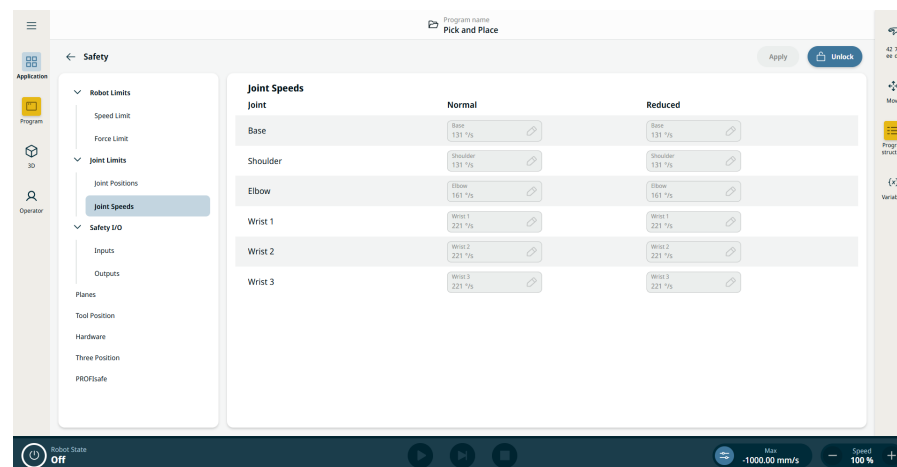 Program name
Pick and Place
Safety
Apply
Unlock
Application
Program
3D
Operator
Robot Limits
Speed Limit
Force Limit
Joint Limits
Joint Positions
Joint Speeds
Safety I/O
Inputs
Outputs
Planes
Tool Position
Hardware
Three Position
PROFIsafe
Joint Speeds
Joint Normal Reduced
Base
Base
131 °/s
Base
131 °/s
Shoulder
Shoulder
131 °/s
Shoulder
131 °/s
Elbow
Elbow
161 °/s
Elbow
161 °/s
Wrist 1
Wrist 1
221 °/s
Wrist 1
221 °/s
Wrist 2
Wrist 2
221 °/s
Wrist 2
221 °/s
Wrist 3
Wrist 3
221 °/s
Wrist 3
221 °/s
Robot State
Off
Max
-1000.00 mm/s
Speed
100 %